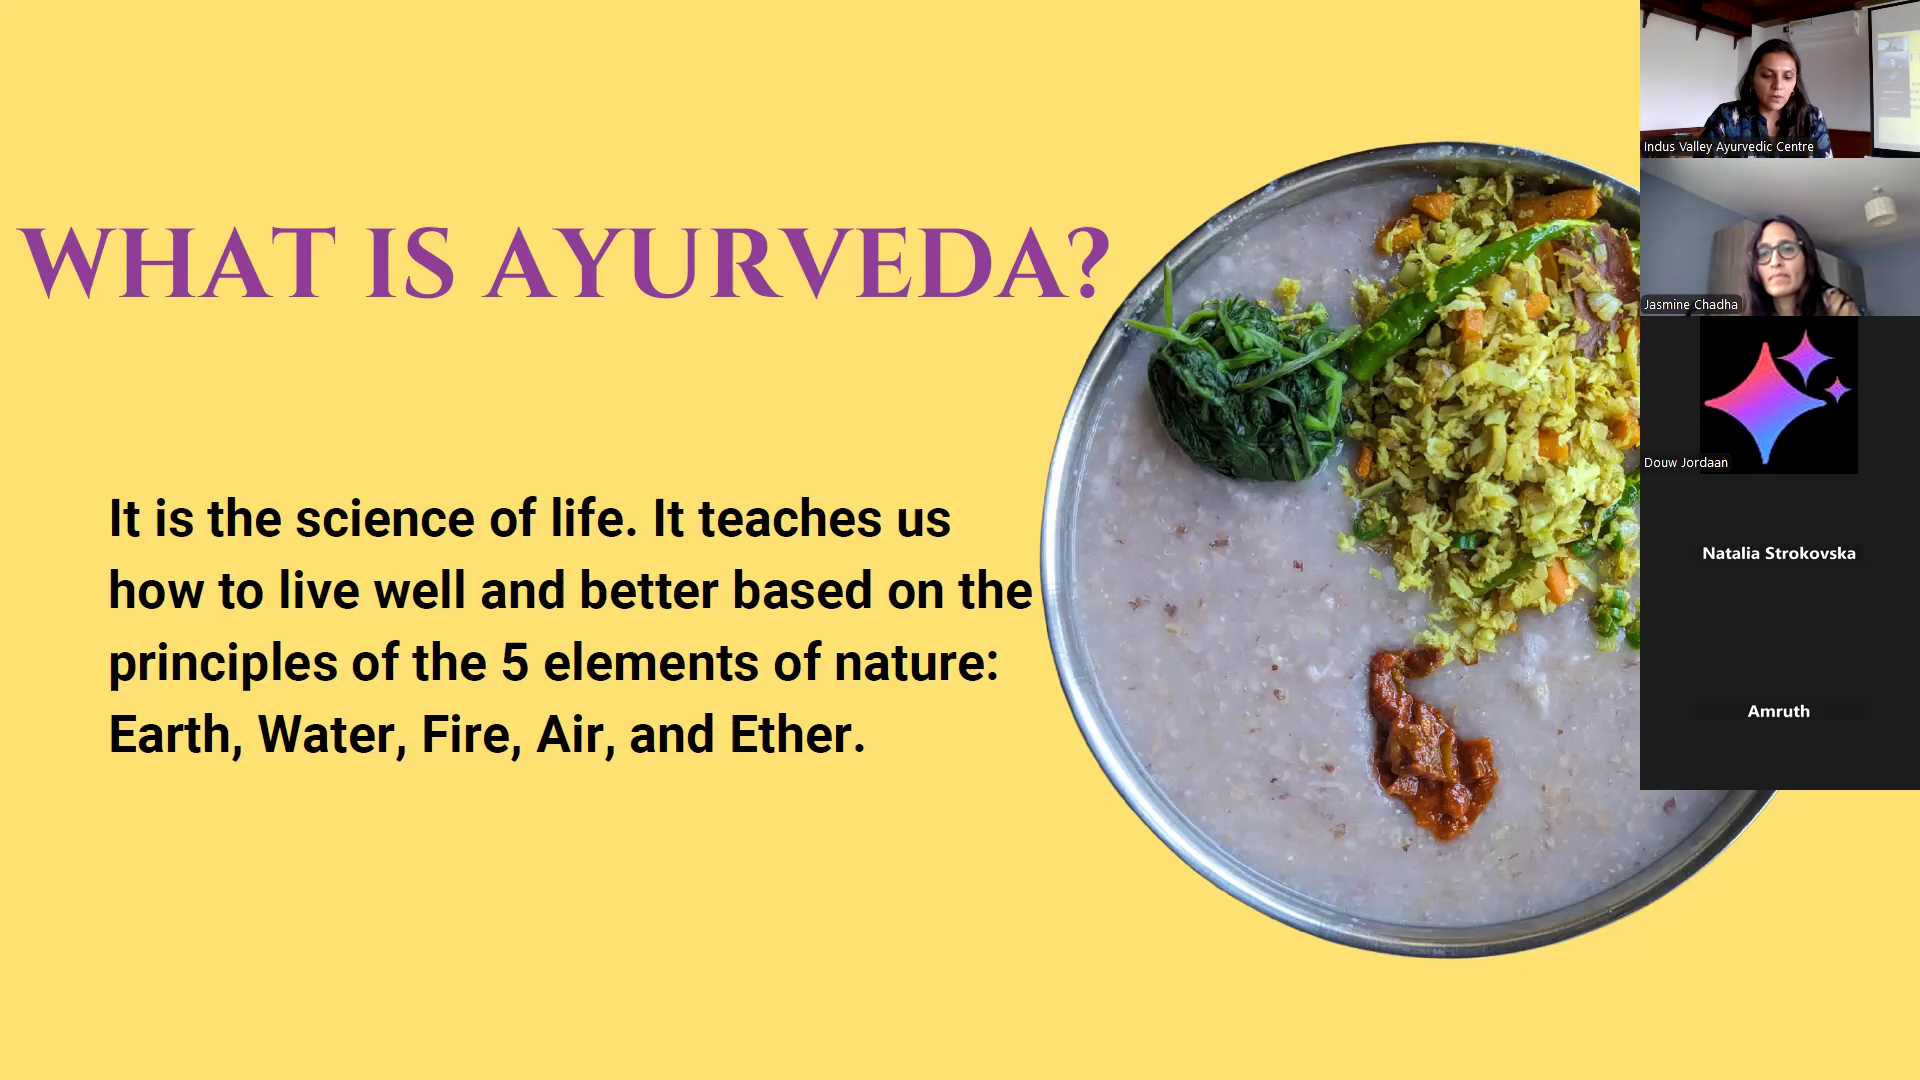 WHAT IS AYURVEDA?
It is the science of life. It teaches us
how to live well and better based on the
principles of the 5 elements of nature:
Earth, Water, Fire, Air, and Ether.
Indus Valley Ayurvedic Centre
Jasmine Chadha
Douw Jordaan
Natalia Strokovska
Amruth